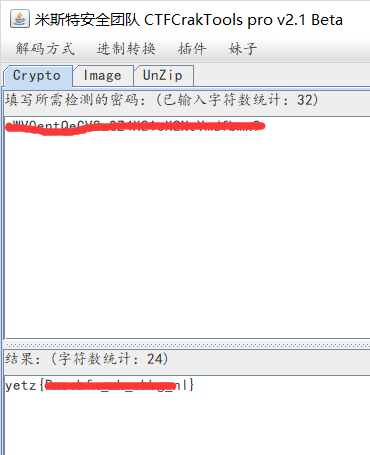 米斯特安全团队 CTFCrakTools pro v2.1 Beta
解码方式 进制转换 插件 妹子
Crypto Image UnZip
填写所需检测的密码：(已输入字符数统计：32)
结果：(字符数统计：24)
yetz{ nl}